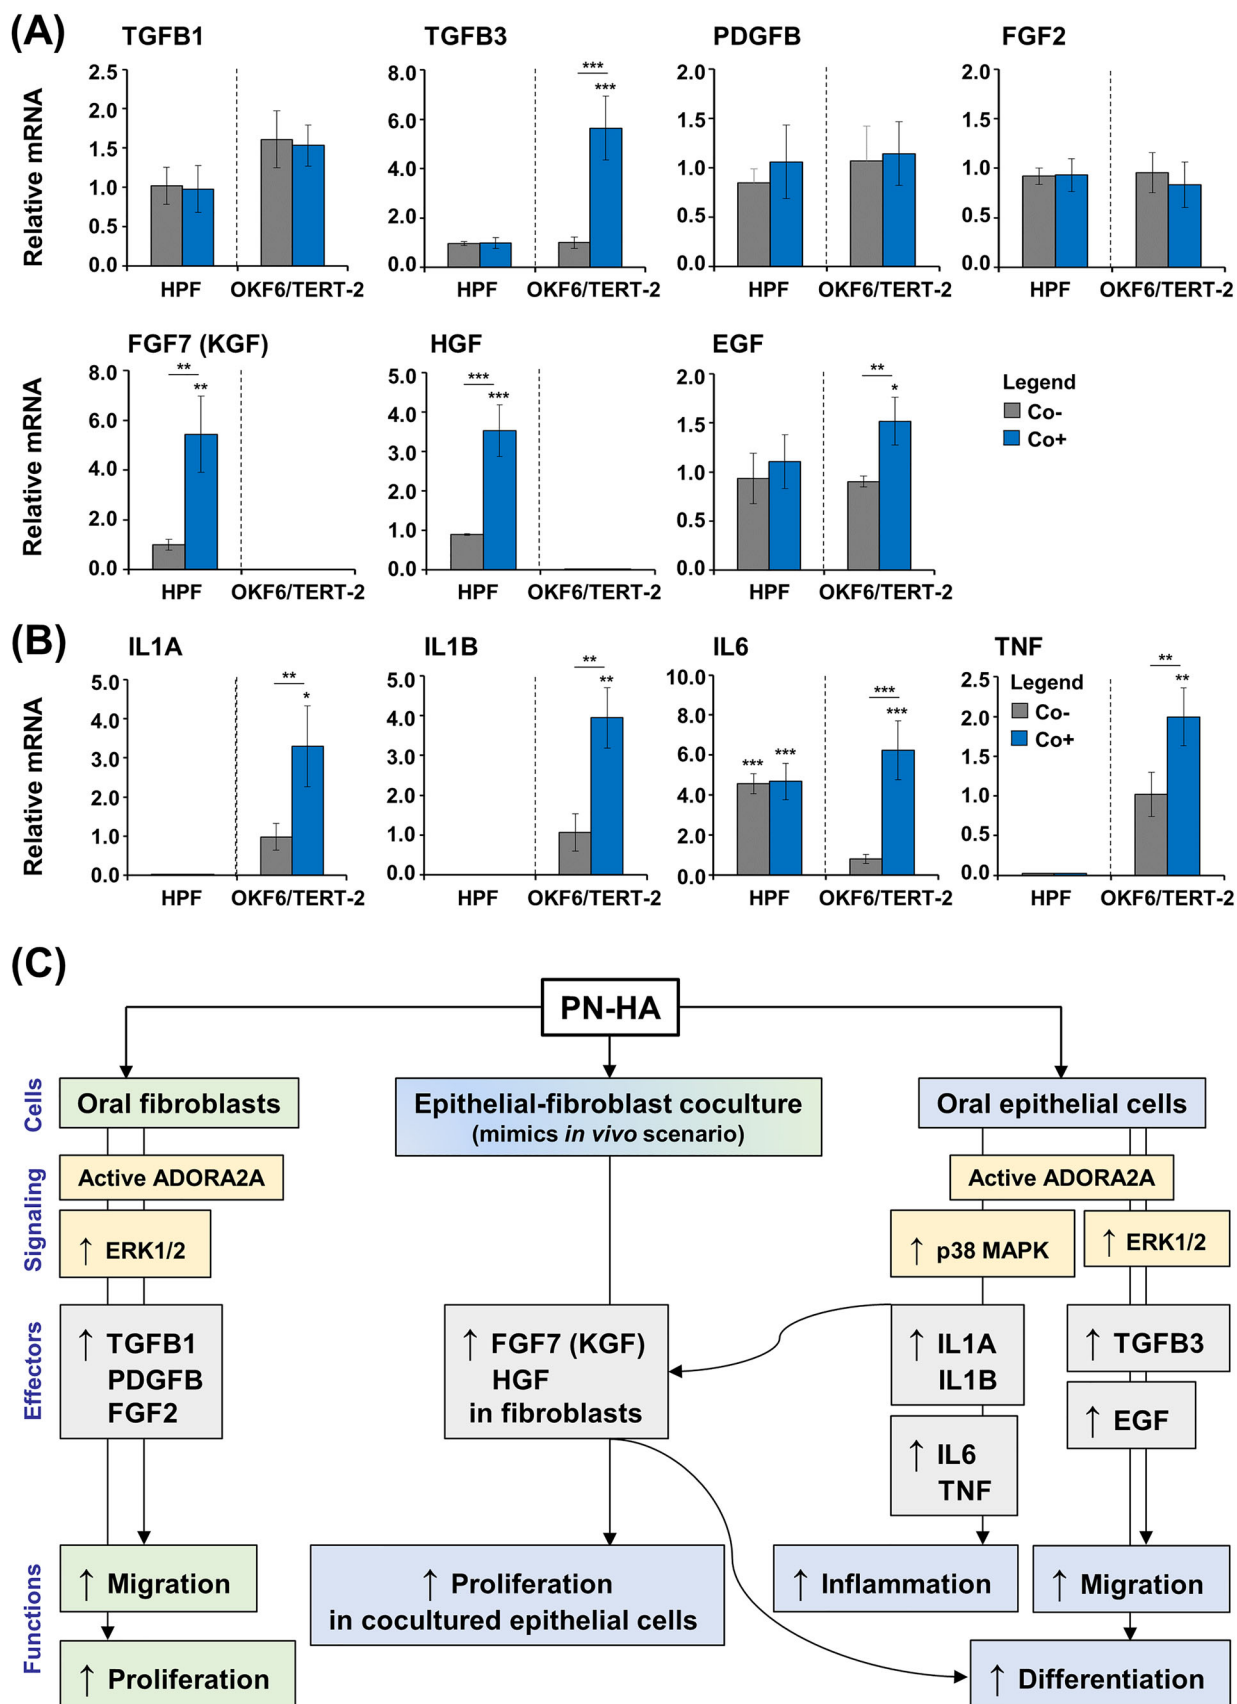 (A)
TGFB1 TGFB3 PDGFB FGF2
Relative mRNA
2.5
2.0
1.5
1.0
0.5
0.0
HPF OKF6/TERT-2
8.0
6.0
4.0
2.0
0.0
***
***
HPF OKF6/TERT-2
2.0
1.5
1.0
0.5
0.0
HPF OKF6/TERT-2
2.0
1.5
1.0
0.5
0.0
HPF OKF6/TERT-2
FGF7 (KGF) HGF EGF
Relative mRNA
8.0
6.0
4.0
2.0
0.0
**
**
HPF OKF6/TERT-2
5.0
4.0
3.0
2.0
1.0
0.0
***
***
HPF OKF6/TERT-2
2.0
1.5
1.0
0.5
0.0
**
*
HPF OKF6/TERT-2
Legend
Co-
Co+
(B)
IL1A IL1B IL6 TNF
Relative mRNA
5.0
4.0
3.0
2.0
1.0
0.0
**
*
HPF OKF6/TERT-2
5.0
4.0
3.0
2.0
1.0
0.0
**
**
HPF OKF6/TERT-2
10.0
8.0
6.0
4.0
2.0
0.0
*** ***
***
***
HPF OKF6/TERT-2
2.5
2.0
1.5
1.0
0.5
0.0
Legend
Co-
Co+
**
**
HPF OKF6/TERT-2
(C)
PN-HA
Cells
Oral fibroblasts
Epithelial-fibroblast coculture
(mimics in vivo scenario)
Oral epithelial cells
Signaling
Active ADORA2A
Active ADORA2A
↑ ERK1/2
↑ p38 MAPK
↑ ERK1/2
Effectors
↑ TGFB1
PDGFB
FGF2
↑ FGF7 (KGF)
HGF
in fibroblasts
↑ IL1A
IL1B
↑ TGFB3
↑ EGF
↑ IL6
TNF
Functions
↑ Migration
↑ Proliferation
in cocultured epithelial cells
↑ Inflammation
↑ Migration
↑ Proliferation
↑ Differentiation